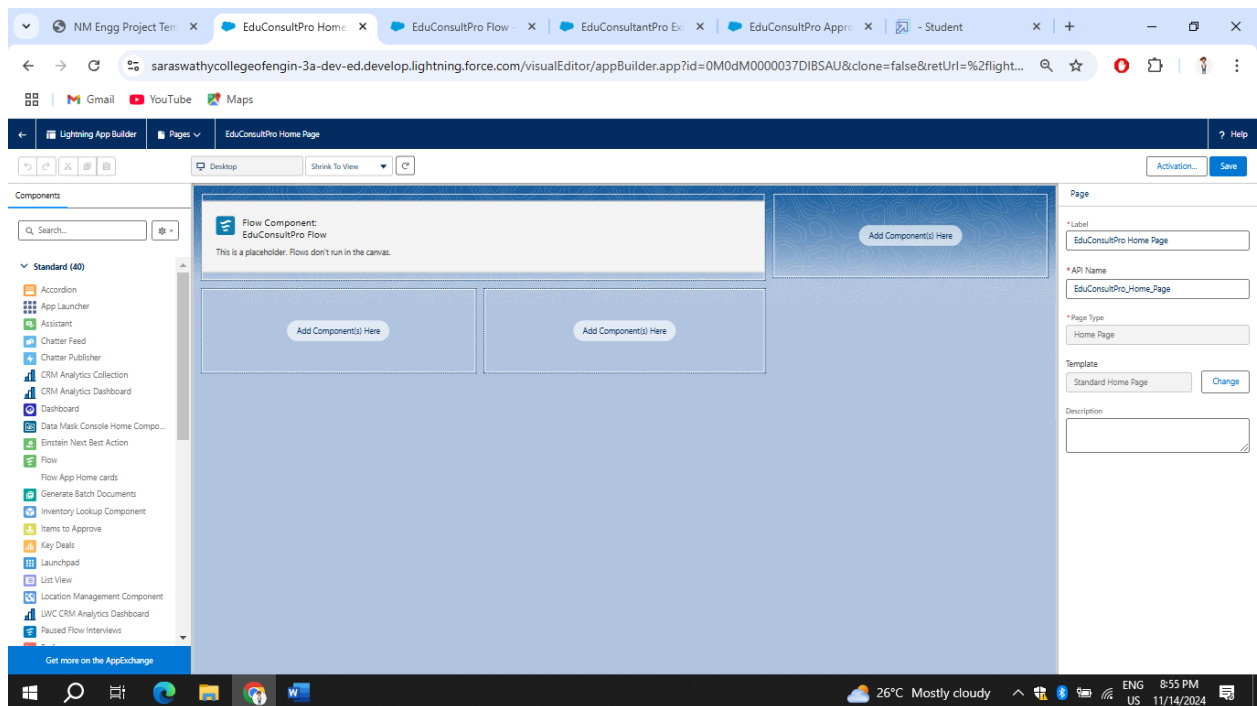 NM Engg Project Tem
EduConsultPro Home
EduConsultPro Flow -
EduConsultantPro Exi
EduConsultPro Appro
- Student
saraswathycollegeofengin-3a-dev-ed.develop.lightning.force.com/visualEditor/appBuilder.app?id=0M0dM0000037DIBSAU&clone=false&retUrl=%2flight...
Gmail
YouTube
Maps
Lightning App Builder
Pages
EduConsultPro Home Page
? Help
Desktop
Shrink To View
Activation...
Save
Components
Search...
Standard (40)
Accordion
App Launcher
Assistant
Chatter Feed
Chatter Publisher
CRM Analytics Collection
CRM Analytics Dashboard
Dashboard
Data Mask Console Home Compo...
Einstein Next Best Action
Flow
Flow App Home cards
Generate Batch Documents
Inventory Lookup Component
Items to Approve
Key Deals
Launchpad
List View
Location Management Component
LWC CRM Analytics Dashboard
Paused Flow Interviews
Get more on the AppExchange
Flow Component:
EduConsultPro Flow
This is a placeholder. Flows don't run in the canvas.
Add Component(s) Here
Add Component(s) Here
Add Component(s) Here
Page
*Label
EduConsultPro Home Page
*API Name
EduConsultPro_Home_Page
*Page Type
Home Page
Template
Standard Home Page
Change
Description
26°C Mostly cloudy
ENG
US
8:55 PM
11/14/2024